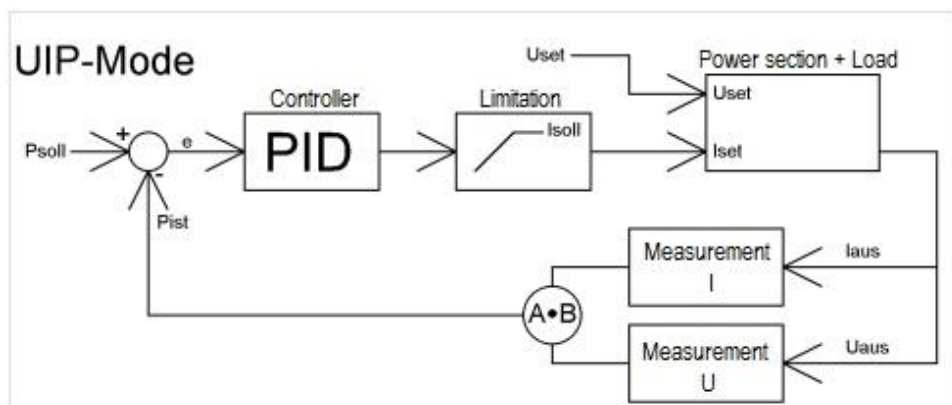 UIP-Mode
Uset
Power section + Load
Controller
Limitation
Uset
Psoll
+
e
PID
Isoll
Iset
-
Pist
Measurement
I
Iaus
A•B
Measurement
U
Uaus